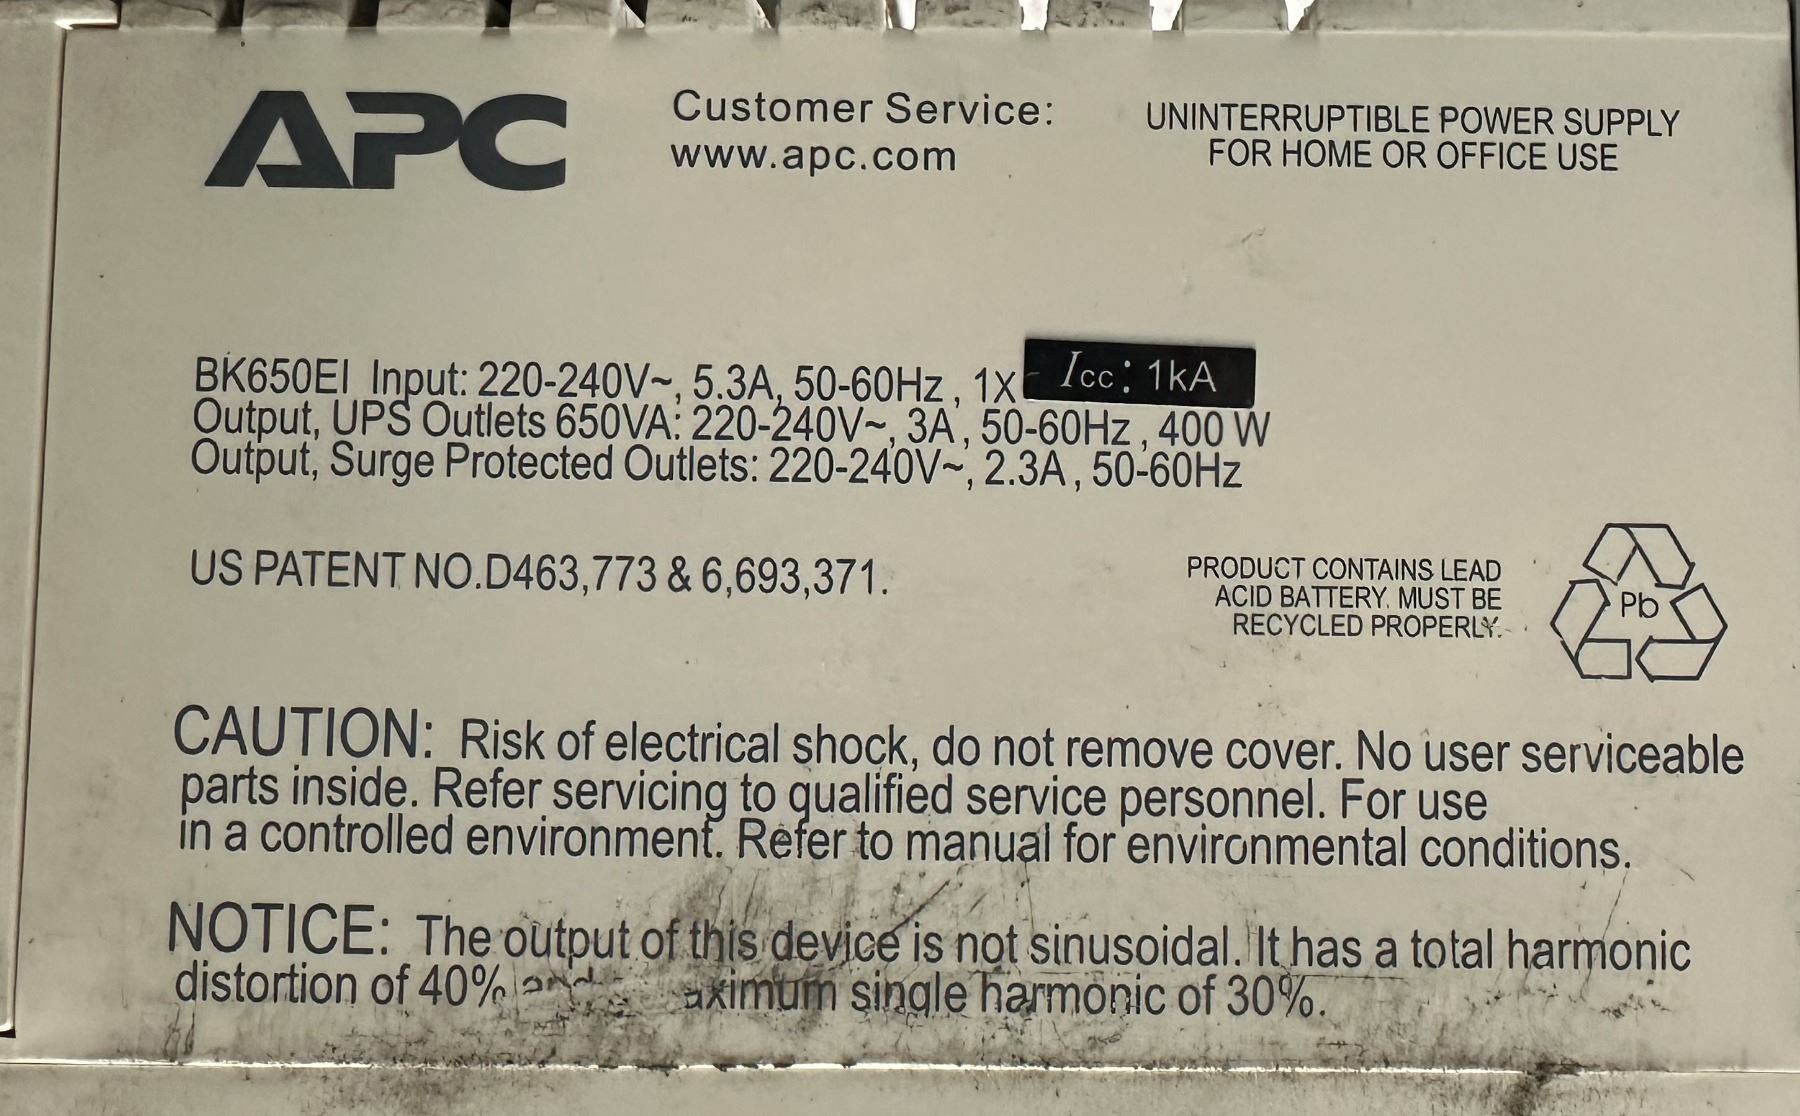 APC
Customer Service:
www.apc.com
UNINTERRUPTIBLE POWER SUPPLY
FOR HOME OR OFFICE USE
BK650EI Input: 220-240V~, 5.3A, 50-60Hz, 1X Icc: 1kA
Output, UPS Outlets 650VA: 220-240V~, 3A, 50-60Hz, 400 W
Output, Surge Protected Outlets: 220-240V~, 2.3A, 50-60Hz
US PATENT NO.D463,773 & 6,693,371.
PRODUCT CONTAINS LEAD
ACID BATTERY. MUST BE
RECYCLED PROPERLY.
Pb
CAUTION: Risk of electrical shock, do not remove cover. No user serviceable
parts inside. Refer servicing to qualified service personnel. For use
in a controlled environment. Refer to manual for environmental conditions.
NOTICE: The output of this device is not sinusoidal. It has a total harmonic
distortion of 40% and aximum single harmonic of 30%.